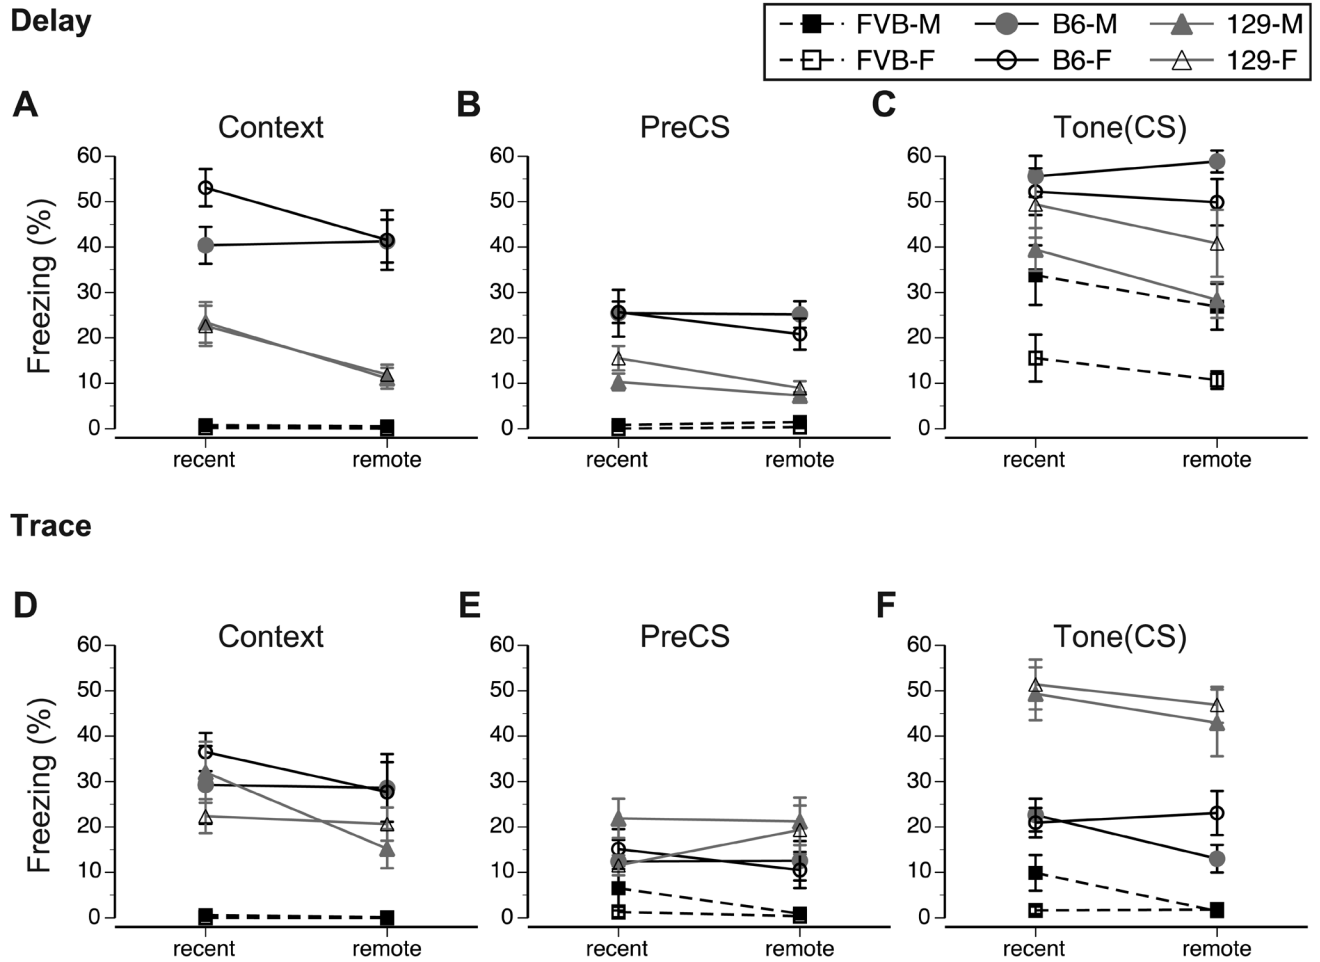 Delay
FVB-M B6-M 129-M
FVB-F B6-F 129-F
A B C
Context PreCS Tone(CS)
Freezing (%)
60 60 60
50 50 50
40 40 40
30 30 30
20 20 20
10 10 10
0 0 0
recent remote recent remote recent remote
Trace
D E F
Context PreCS Tone(CS)
Freezing (%)
60 60 60
50 50 50
40 40 40
30 30 30
20 20 20
10 10 10
0 0 0
recent remote recent remote recent remote